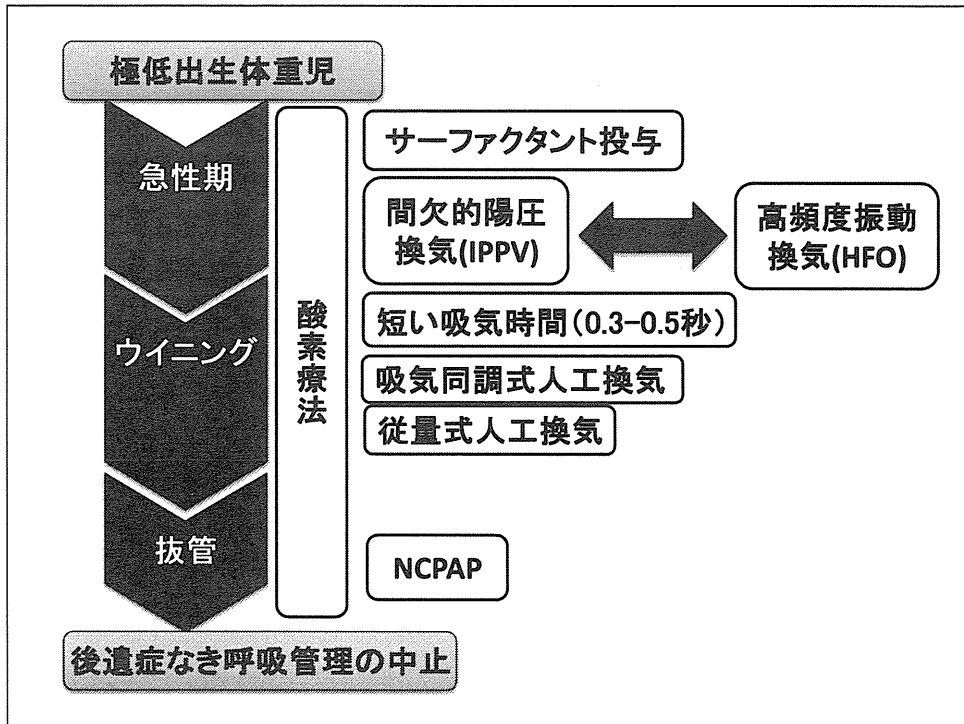 極低出生体重児
急性期
ウイニング
抜管
酸素療法
サーファクタント投与
間欠的陽圧
換気(IPPV)
高頻度振動
換気(HFO)
短い吸気時間(0.3-0.5秒)
吸気同調式人工換気
従量式人工換気
NCPAP
後遺症なき呼吸管理の中止